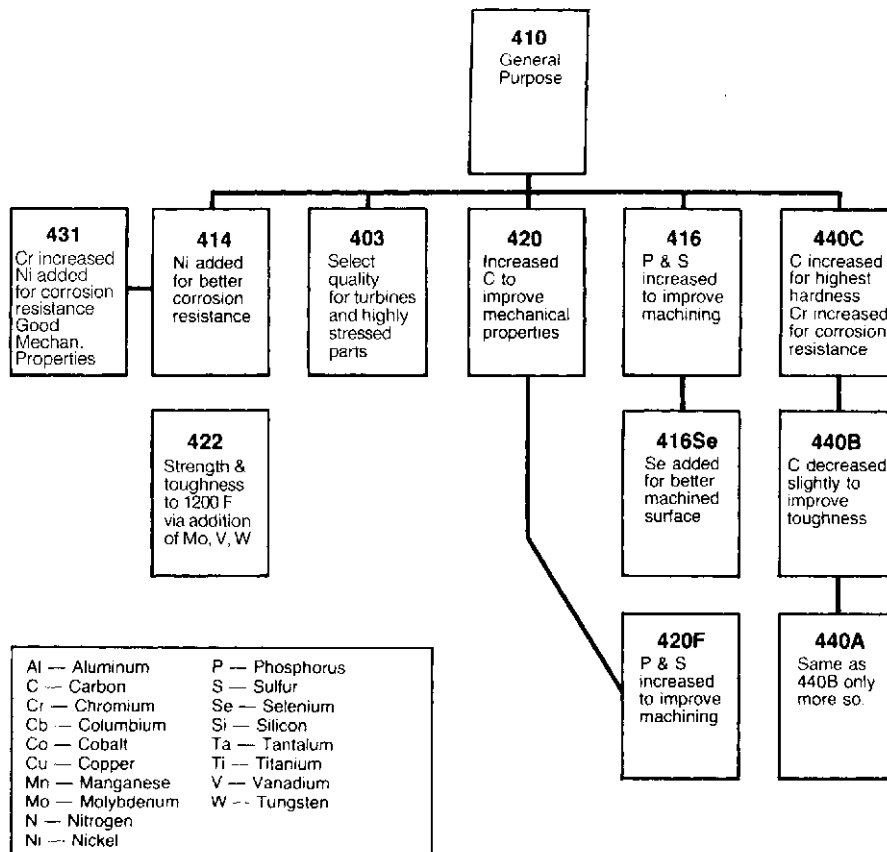 410
General
Purpose
431
Cr increased
Ni added
for corrosion
resistance
Good
Mechan.
Properties
414
Ni added
for better
corrosion
resistance
403
Select
quality
for turbines
and highly
stressed
parts
420
Increased
C to
improve
mechanical
properties
416
P & S
increased
to improve
machining
440C
C increased
for highest
hardness
Cr increased
for corrosion
resistance
422
Strength &
toughness
to 1200 F
via addition
of Mo, V, W
416Se
Se added
for better
machined
surface
440B
C decreased
slightly to
improve
toughness
420F
P & S
increased
to improve
machining
440A
Same as
440B only
more so.
Al — Aluminum
C — Carbon
Cr — Chromium
Cb — Columbium
Co — Cobalt
Cu — Copper
Mn — Manganese
Mo — Molybdenum
N — Nitrogen
Ni — Nickel
P — Phosphorus
S — Sulfur
Se — Selenium
Si — Silicon
Ta — Tantalum
Ti — Titanium
V — Vanadium
W — Tungsten